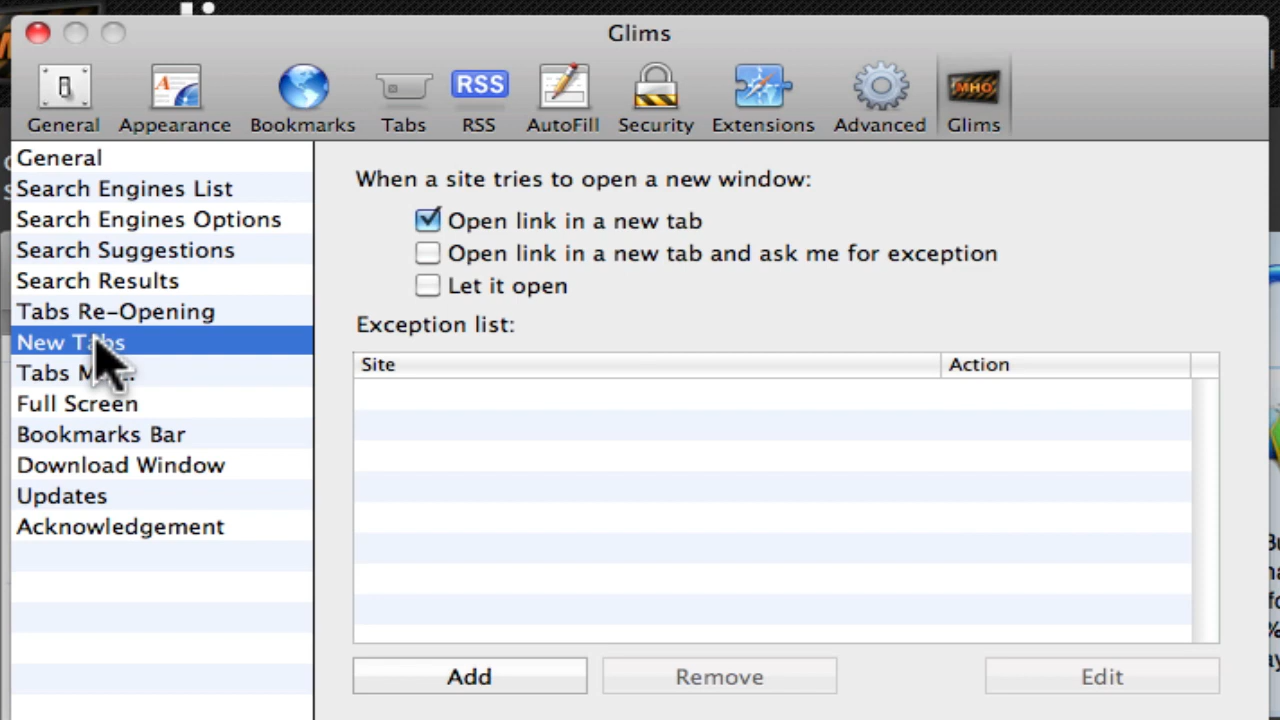 Glims
General Appearance Bookmarks Tabs RSS AutoFill Security Extensions Advanced Glims
RSS
MHO
General
Search Engines List
Search Engines Options
Search Suggestions
Search Results
Tabs Re-Opening
New Tabs
Tabs
Full Screen
Bookmarks Bar
Download Window
Updates
Acknowledgement
When a site tries to open a new window:
Open link in a new tab
Open link in a new tab and ask me for exception
Let it open
Exception list:
Site Action
Add Remove Edit